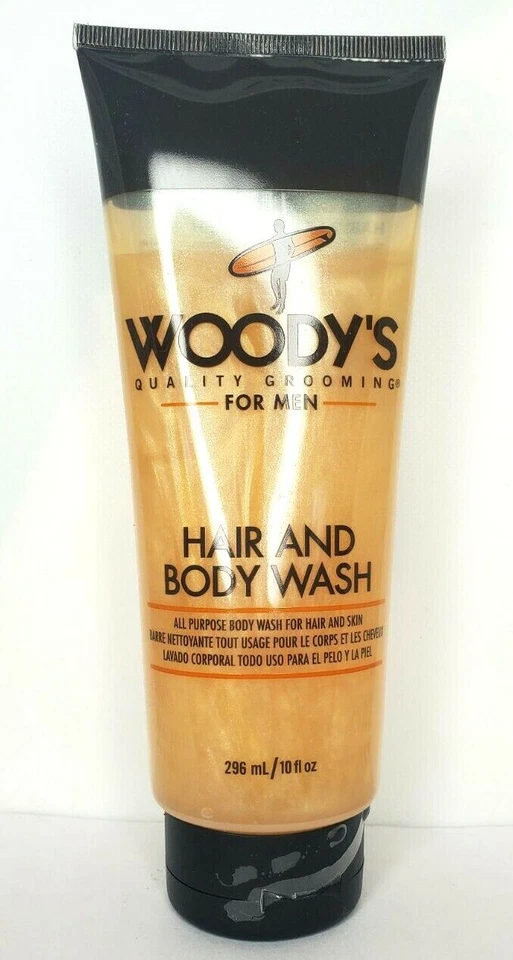 WOODY'S
QUALITY GROOMING®
FOR MEN
HAIR AND
BODY WASH
ALL PURPOSE BODY WASH FOR HAIR AND SKIN
BARRE NETTOYANTE TOUT USAGE POUR LE CORPS ET LES CHEVEUX
LAVADO CORPORAL TODO USO PARA EL PELO Y LA PIEL
296 mL/10 fl oz